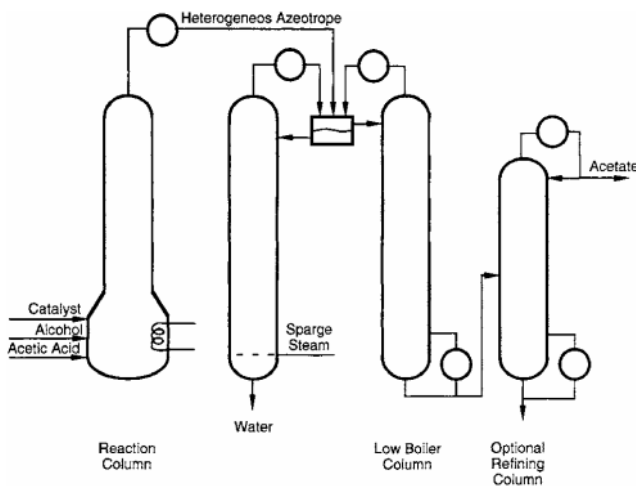 Heterogeneos Azeotrope
Acetate
Catalyst
Alcohol
Acetic Acid
Sparge
Steam
Water
Reaction
Column
Low Boiler
Column
Optional
Refining
Column